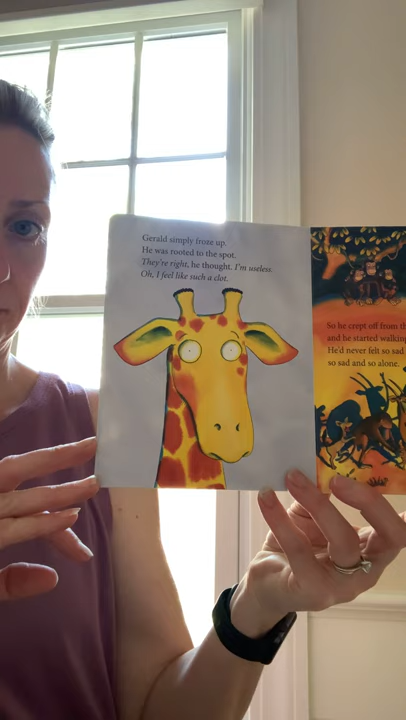 Gerald simply froze up.
He was rooted to the spot.
They're right, he thought. I'm useless.
Oh, I feel like such a clot.
So he crept off from th
and he started walkin
He'd never felt so sad
so sad and so alone.